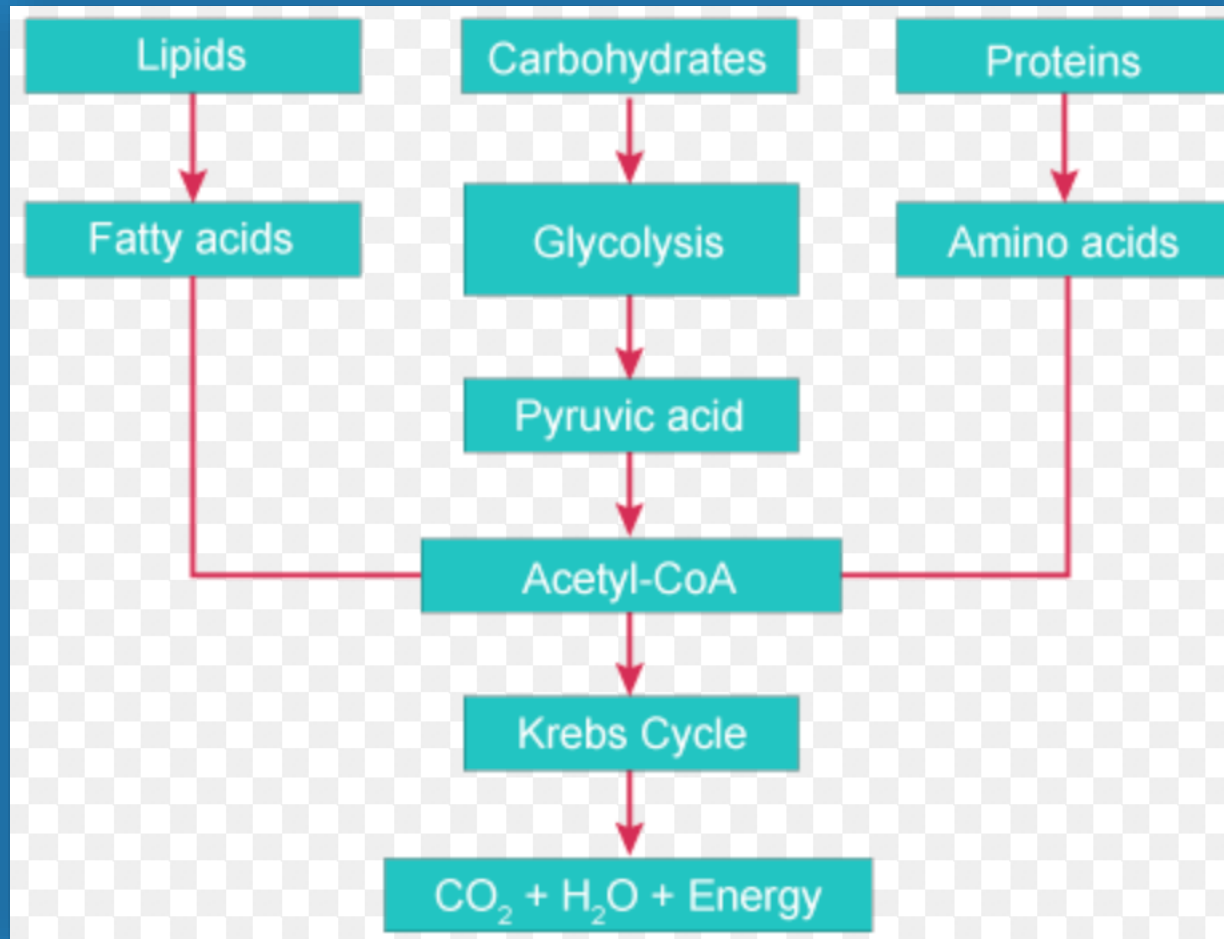 Lipids
Carbohydrates
Proteins
Fatty acids
Glycolysis
Amino acids
Pyruvic acid
Acetyl-CoA
Krebs Cycle
CO₂ + H₂O + Energy